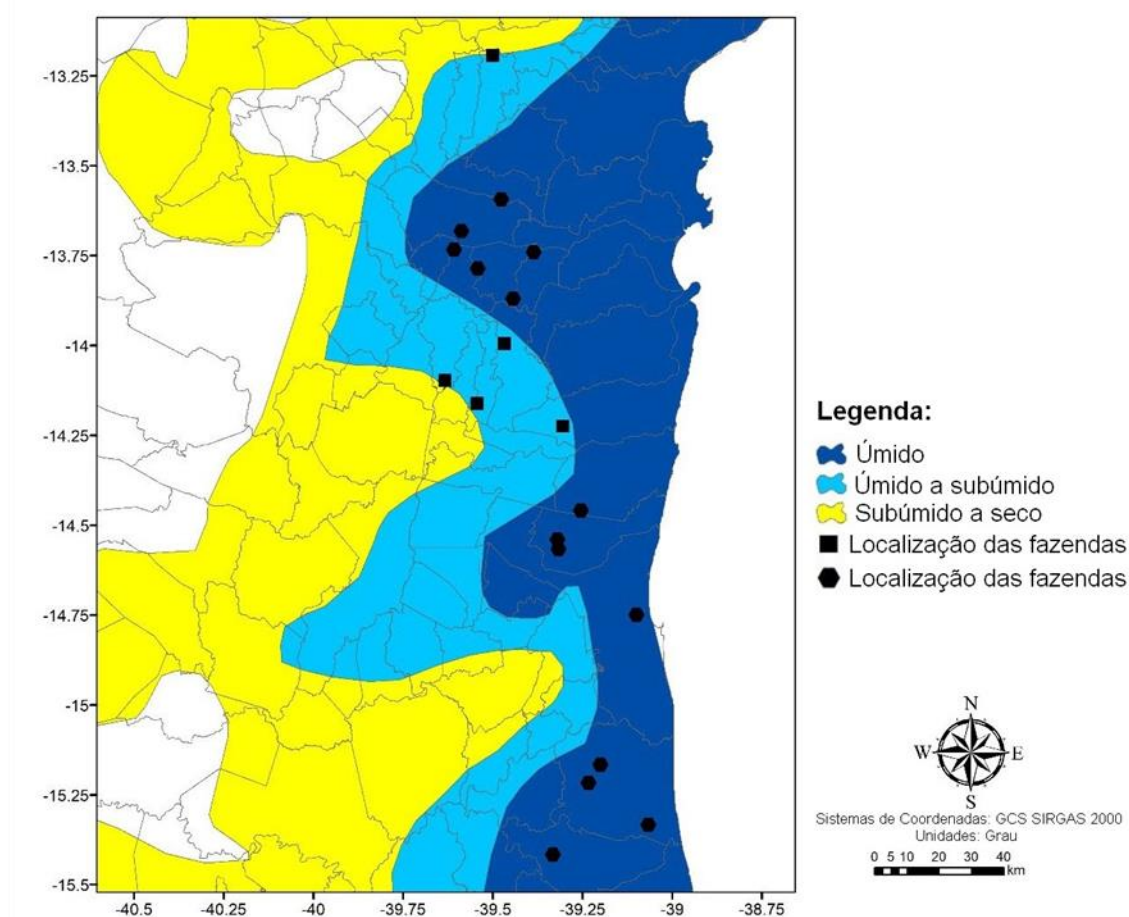 -13.25
-13.5
-13.75
-14
-14.25
-14.5
-14.75
-15
-15.25
-15.5
-40.5
-40.25
-40
-39.75
-39.5
-39.25
-39
-38.75
Legenda:
Úmido
Úmido a subúmido
Subúmido a seco
Localização das fazendas
Localização das fazendas
N
W
E
S
Sistemas de Coordenadas: GCS SIRGAS 2000
Unidades: Grau
0 5 10 20 30 40
km